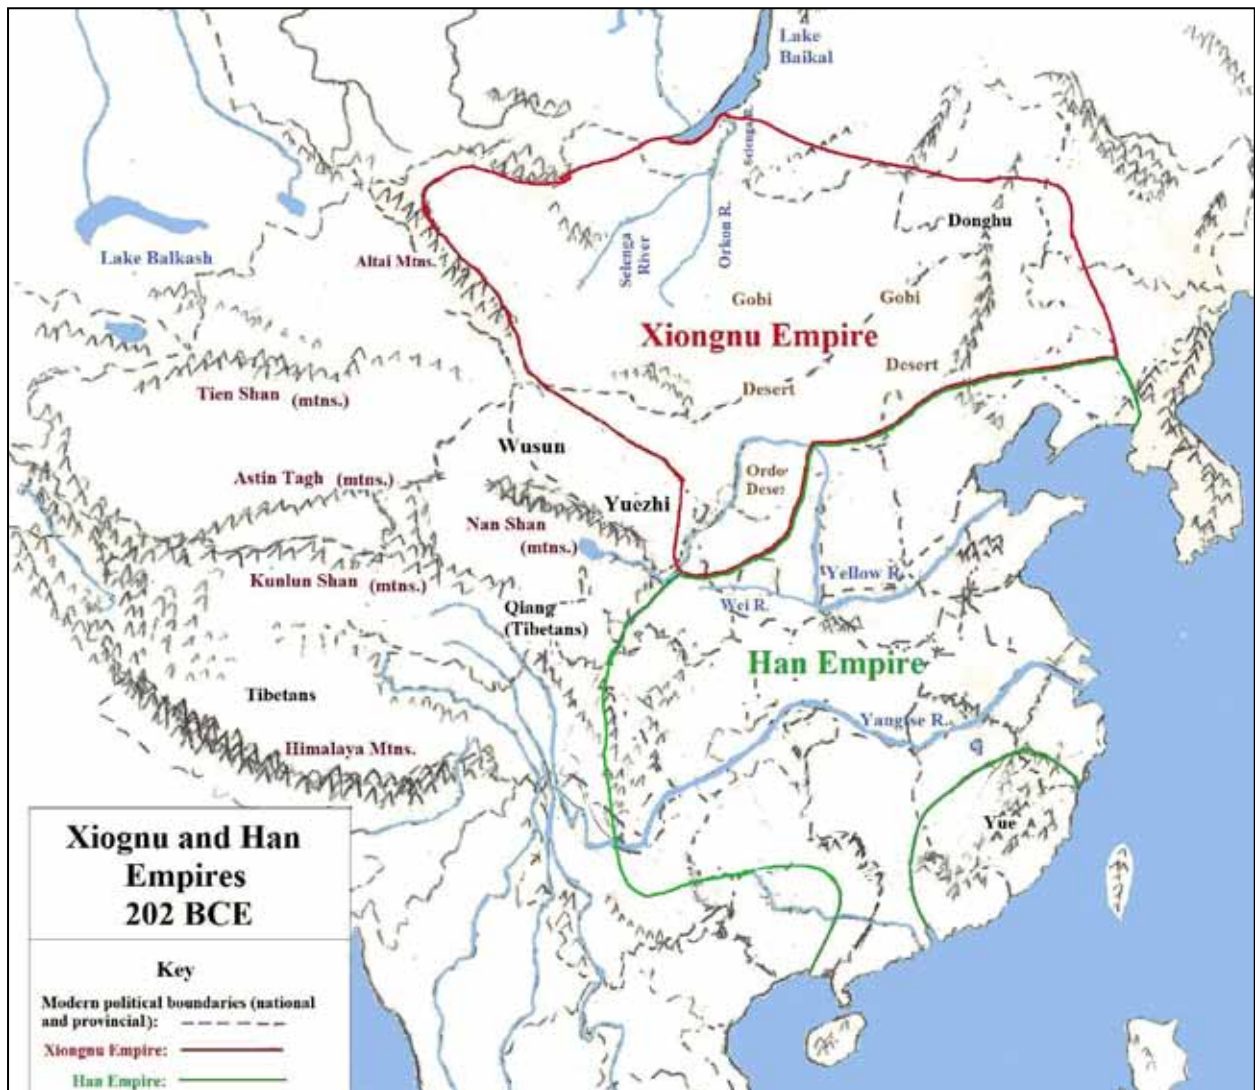 Lake
Baikal
Selenga R.
Donghu
Selenga
River
Orkon R.
Lake Balkash
Altai Mtns.
Gobi
Gobi
Xiongnu Empire
Desert
Desert
Tien Shan (mtns.)
Wusun
Ordo
Deser
Astin Tagh (mtns.)
Yuezhi
Nan Shan
(mtns.)
Kunlun Shan (mtns.)
Yellow R.
Wei R.
Qiang
(Tibetans)
Han Empire
Tibetans
Yangtse R.
Himalaya Mtns.
Yue
Xiognu and Han
Empires
202 BCE
Key
Modern political boundaries (national
and provincial):
Xiongnu Empire:
Han Empire: